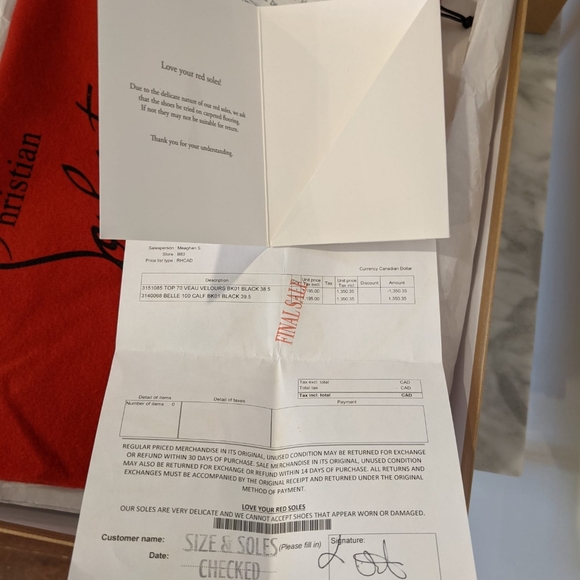 Love your red soles!
Due to the delicate nature of our red soles, we ask
that the shoes be tried on carpeted flooring.
If not they may not be suitable for return.
Thank you for your understanding.
hristian
Salesperson: Meaghan S.
Store:
Price list type: RHCAD
Currency Canadian Dollar
Description Unit price Tax Unit price Tax incl. Discount Amount
3151085 TOP 70 VEAU VELOURS BK01 BLACK 38.5 1,350.35 -1,350.35
3140068 BELLE 100 CALF BK01 BLACK 39.5 1,350.35 1,350.35
FINAL SALE
Tax excl. total CAD
Total tax CAD
Tax incl. total CAD
Detail of items Detail of taxes Payment
Number of items : 0
REGULAR PRICED MERCHANDISE IN ITS ORIGINAL, UNUSED CONDITION MAY BE RETURNED FOR EXCHANGE
OR REFUND WITHIN 30 DAYS OF PURCHASE. SALE MERCHANDISE IN ITS ORIGINAL, UNUSED CONDITION
MAY ALSO BE RETURNED FOR EXCHANGE OR REFUND WITHIN 14 DAYS OF PURCHASE. ALL RETURNS AND
EXCHANGES MUST BE ACCOMPANIED BY THE ORIGINAL RECEIPT AND RETURNED UNDER THE ORIGINAL
METHOD OF PAYMENT.
LOVE YOUR RED SOLES
OUR SOLES ARE VERY DELICATE AND WE CANNOT ACCEPT SHOES THAT APPEAR WORN OR DAMAGED.
Customer name: SIZE & SOLES (Please fill in) Signature:
Date: CHECKED